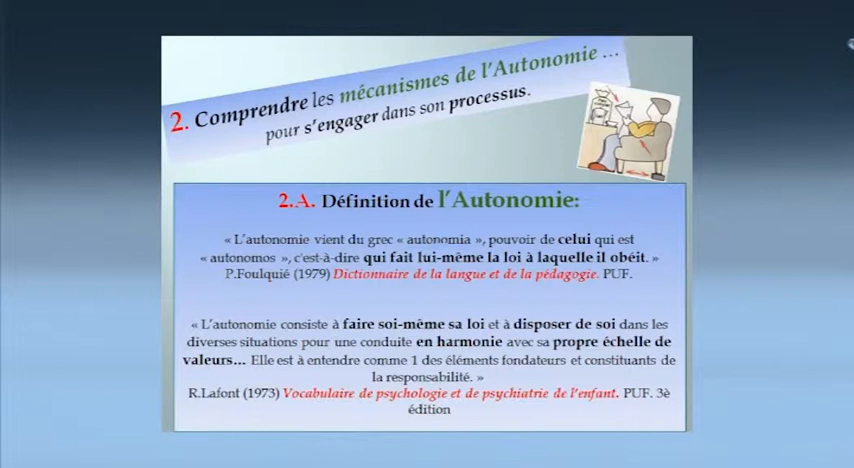 2. Comprendre les mécanismes de l'Autonomie …
pour s'engager dans son processus.
2.A. Définition de l'Autonomie:
« L'autonomie vient du grec « autonomia », pouvoir de celui qui est
« autonomos », c'est-à-dire qui fait lui-même la loi à laquelle il obéit. »
P.Foulquié (1979) Dictionnaire de la langue et de la pédagogie. PUF.
« L'autonomie consiste à faire soi-même sa loi et à disposer de soi dans les
diverses situations pour une conduite en harmonie avec sa propre échelle de
valeurs... Elle est à entendre comme 1 des éléments fondateurs et constituants de
la responsabilité. »
R.Lafont (1973) Vocabulaire de psychologie et de psychiatrie de l'enfant. PUF. 3è
édition